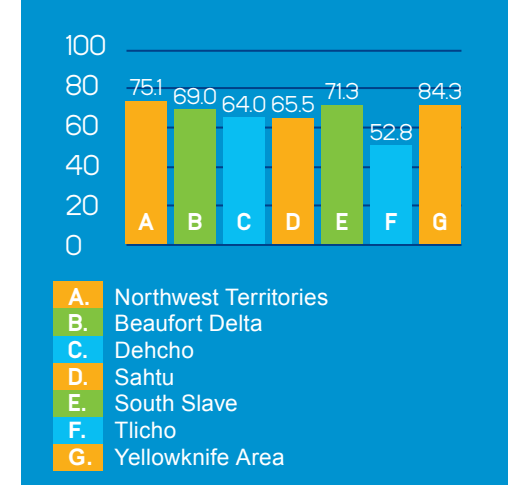 100
80
60
40
20
0
75.1 69.0 64.0 65.5 71.3 52.8 84.3
A B C D E F G
A. Northwest Territories
B. Beaufort Delta
C. Dehcho
D. Sahtu
E. South Slave
F. Tlicho
G. Yellowknife Area